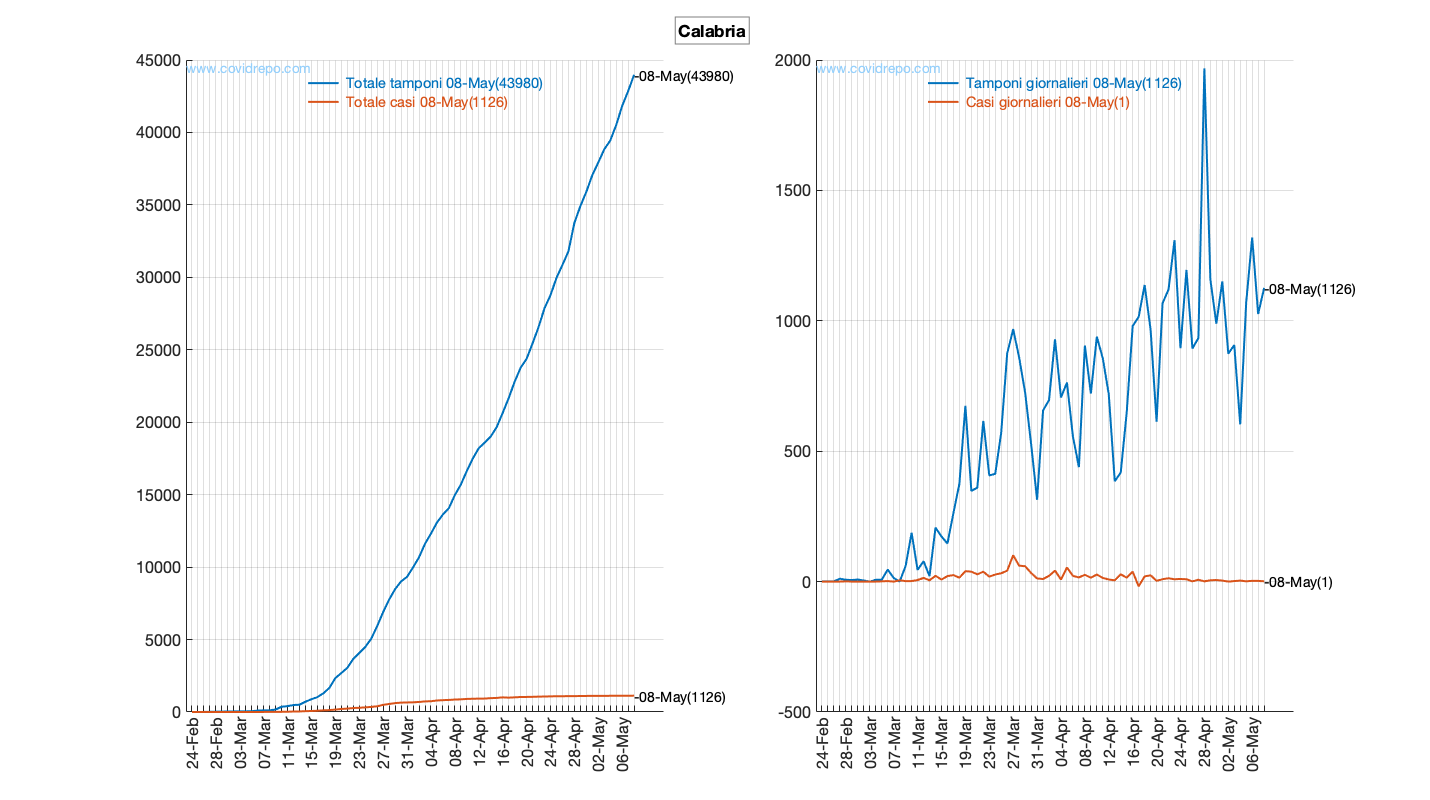 Calabria
www.covidrepo.com
Totale tamponi 08-May(43980)
Totale casi 08-May(1126)
45000
40000
35000
30000
25000
20000
15000
10000
5000
0
-08-May(43980)
-08-May(1126)
24-Feb
28-Feb
03-Mar
07-Mar
11-Mar
15-Mar
19-Mar
23-Mar
27-Mar
31-Mar
04-Apr
08-Apr
12-Apr
16-Apr
20-Apr
24-Apr
28-Apr
02-May
06-May
www.covidrepo.com
Tamponi giornalieri 08-May(1126)
Casi giornalieri 08-May(1)
2000
1500
1000
500
0
-500
-08-May(1126)
-08-May(1)
24-Feb
28-Feb
03-Mar
07-Mar
11-Mar
15-Mar
19-Mar
23-Mar
27-Mar
31-Mar
04-Apr
08-Apr
12-Apr
16-Apr
20-Apr
24-Apr
28-Apr
02-May
06-May